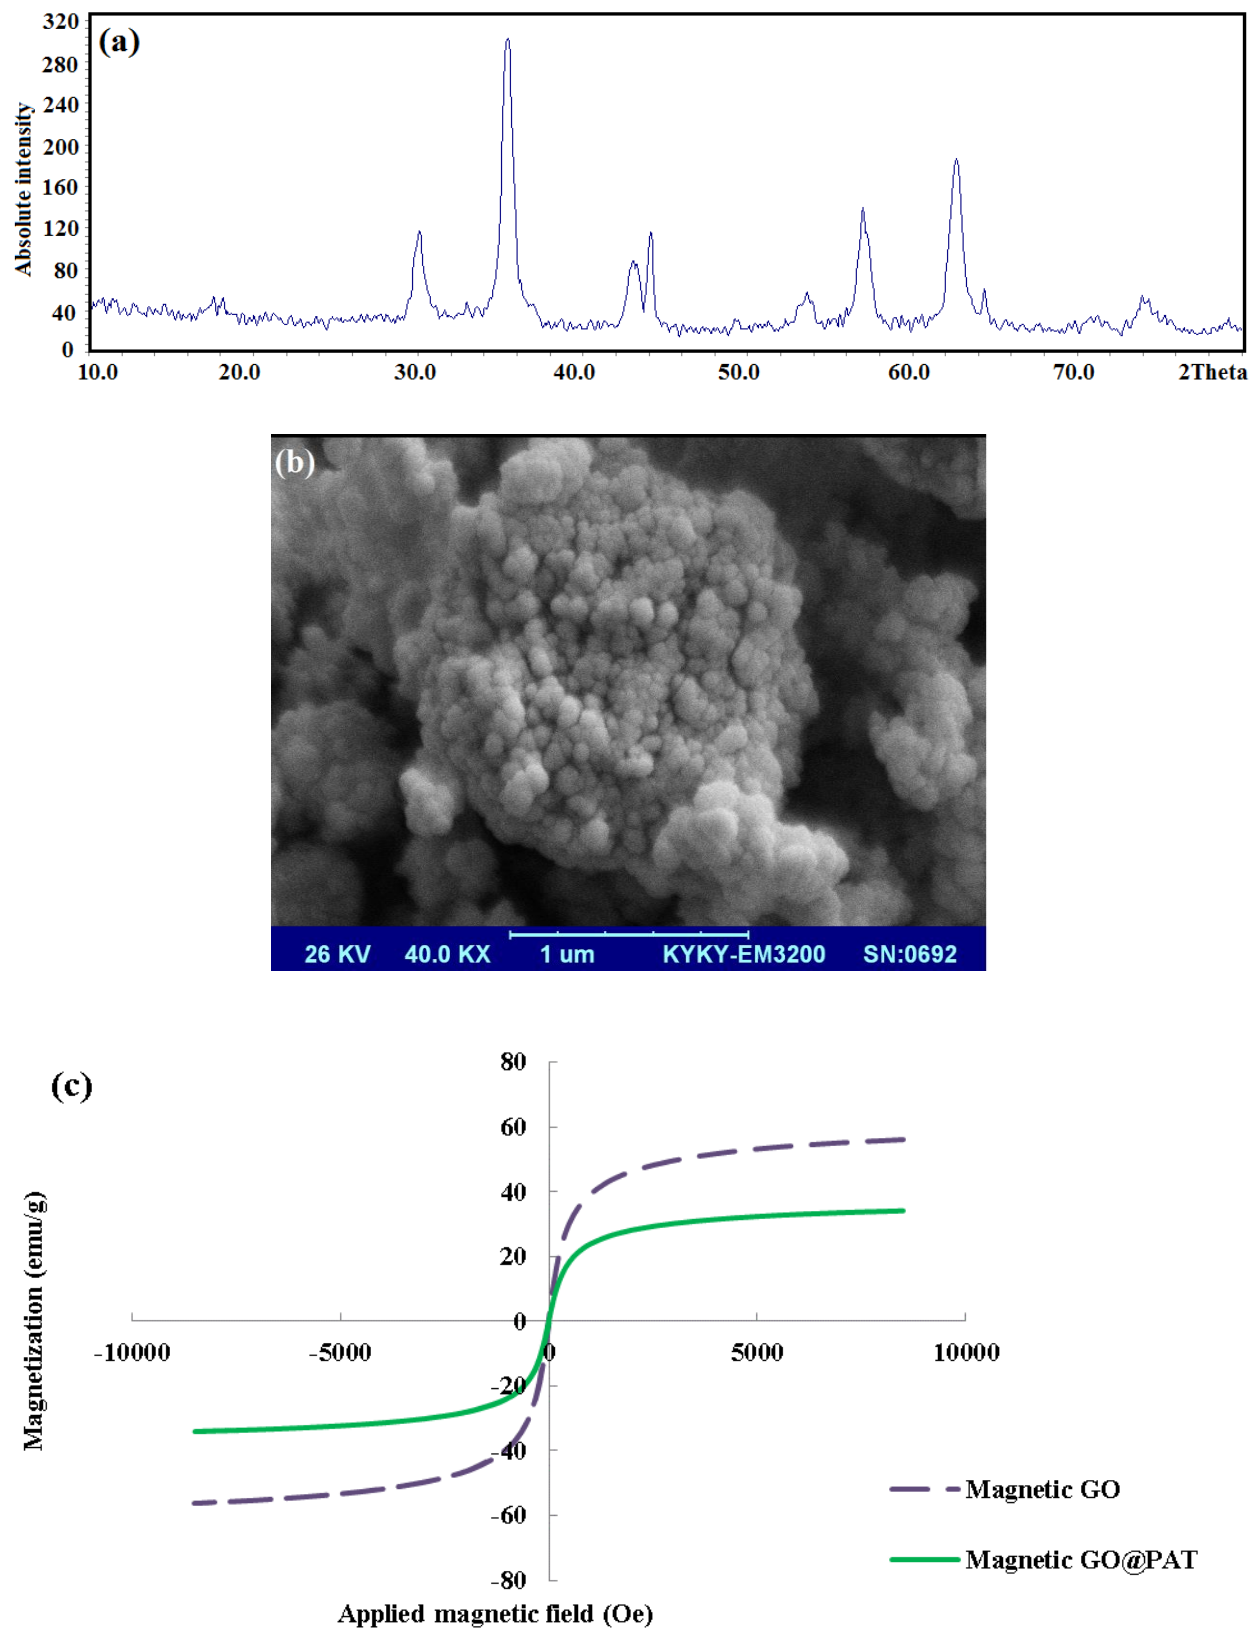 (a)
Absolute intensity
320
280
240
200
160
120
80
40
0
10.0 20.0 30.0 40.0 50.0 60.0 70.0 2Theta
(b)
26 KV 40.0 KX 1 um KYKY-EM3200 SN:0692
(c)
Magnetization (emu/g)
80
60
40
20
0
-10000 -5000 0 5000 10000
-20
-40
-60
-80
Magnetic GO
Magnetic GO@PAT
Applied magnetic field (Oe)